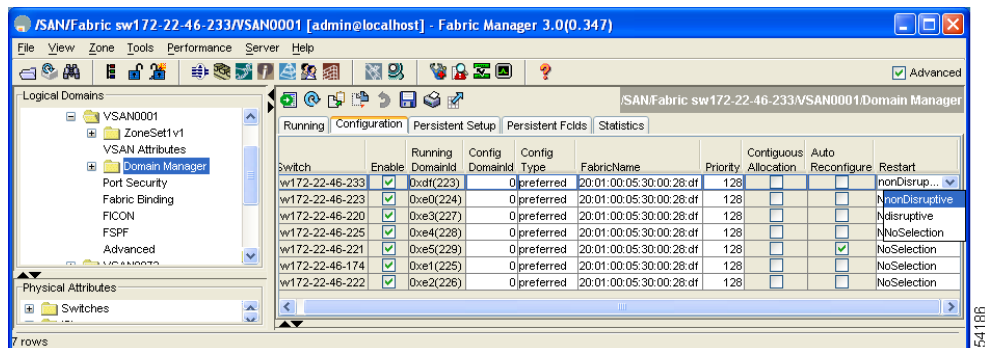 /SAN/Fabric sw172-22-46-233/VSAN0001 [admin@localhost] - Fabric Manager 3.0(0.347)
File View Zone Tools Performance Server Help
Advanced
Logical Domains
/SAN/Fabric sw172-22-46-233/VSAN0001/Domain Manager
VSAN0001
ZoneSet1v1
VSAN Attributes
Domain Manager
Port Security
Fabric Binding
FICON
FSPF
Advanced
Physical Attributes
Switches
Running Configuration Persistent Setup Persistent FcIds Statistics
Switch Enable Running DomainId Config DomainId Config Type FabricName Priority Contiguous Allocation Auto Reconfigure Restart
w172-22-46-233 0xdf(223) 0 preferred 20:01:00:05:30:00:28:df 128 nonDisrup...
w172-22-46-223 0xe0(224) 0 preferred 20:01:00:05:30:00:28:df 128 N nonDisruptive
w172-22-46-220 0xe3(227) 0 preferred 20:01:00:05:30:00:28:df 128 N disruptive
w172-22-46-225 0xe4(228) 0 preferred 20:01:00:05:30:00:28:df 128 N NoSelection
w172-22-46-221 0xe5(229) 0 preferred 20:01:00:05:30:00:28:df 128 NoSelection
w172-22-46-174 0xe1(225) 0 preferred 20:01:00:05:30:00:28:df 128 NoSelection
w172-22-46-222 0xe2(226) 0 preferred 20:01:00:05:30:00:28:df 128 NoSelection
7 rows
54186